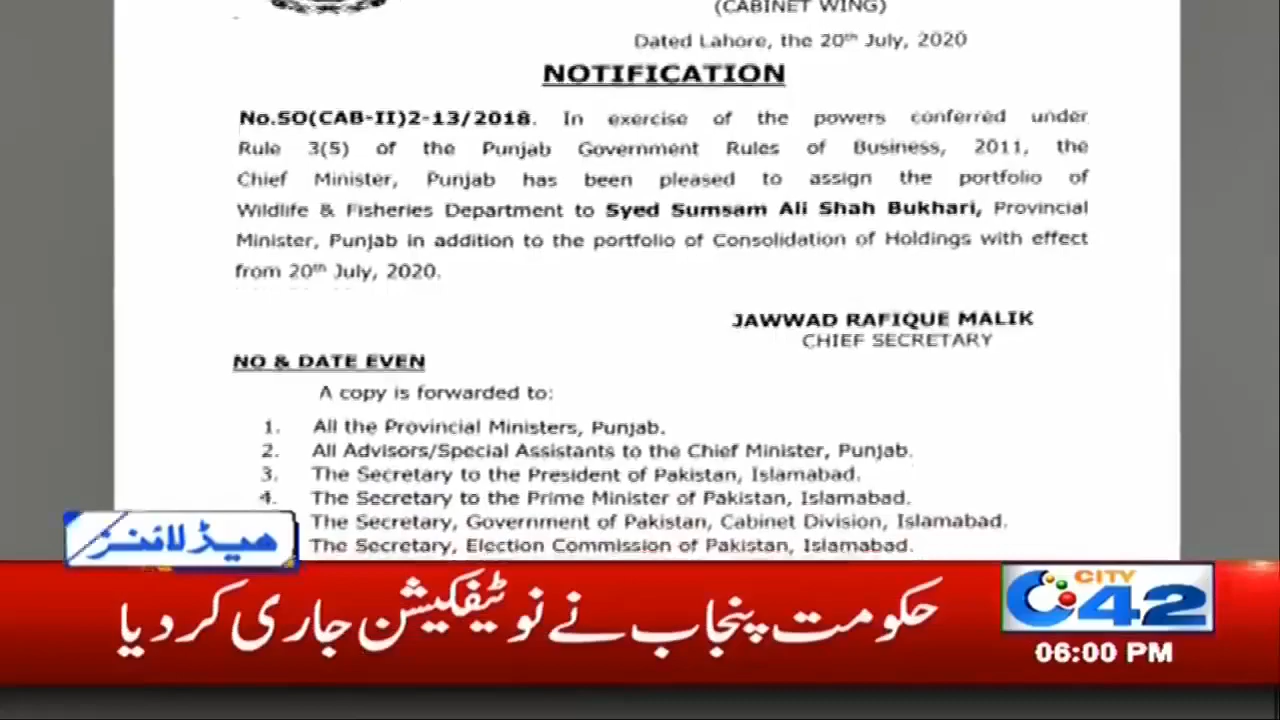 (CABINET WING)
Dated Lahore, the 20th July, 2020
NOTIFICATION
No.SO(CAB-II)2-13/2018. In exercise of the powers conferred under
Rule 3(5) of the Punjab Government Rules of Business, 2011, the
Chief Minister, Punjab has been pleased to assign the portfolio of
Wildlife & Fisheries Department to Syed Sumsam Ali Shah Bukhari, Provincial
Minister, Punjab in addition to the portfolio of Consolidation of Holdings with effect
from 20th July, 2020.
JAWWAD RAFIQUE MALIK
CHIEF SECRETARY
NO & DATE EVEN
A copy is forwarded to:
1. All the Provincial Ministers, Punjab.
2. All Advisors/Special Assistants to the Chief Minister, Punjab.
3. The Secretary to the President of Pakistan, Islamabad.
4. The Secretary to the Prime Minister of Pakistan, Islamabad.
The Secretary, Government of Pakistan, Cabinet Division, Islamabad.
The Secretary, Election Commission of Pakistan, Islamabad.
ہیڈلائنز
حکومت پنجاب نے نوٹیفکیشن جاری کر دیا
CITY
42
06:00 PM